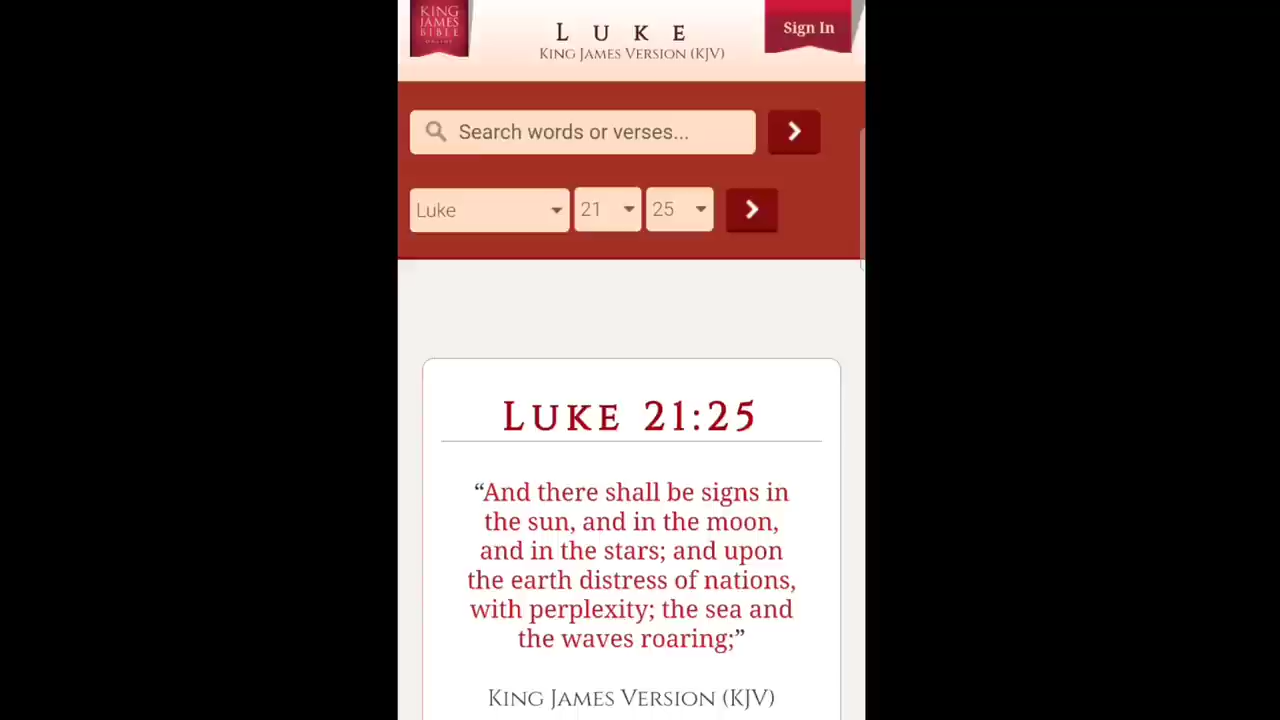 KING
JAMES
BIBLE
ONLINE
LUKE
KING JAMES VERSION (KJV)
Sign In
Search words or verses...
Luke 21 25
LUKE 21:25
“And there shall be signs in
the sun, and in the moon,
and in the stars; and upon
the earth distress of nations,
with perplexity; the sea and
the waves roaring;”
KING JAMES VERSION (KJV)